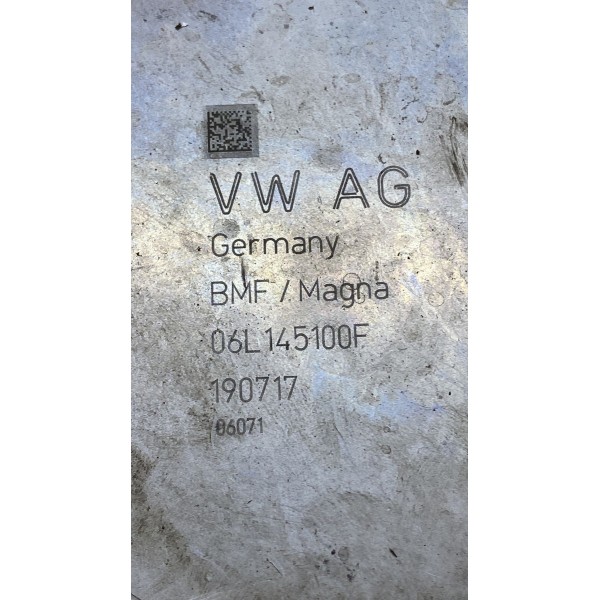 VW AG
Germany
BMF / Magna
06L145100F
190717
06071